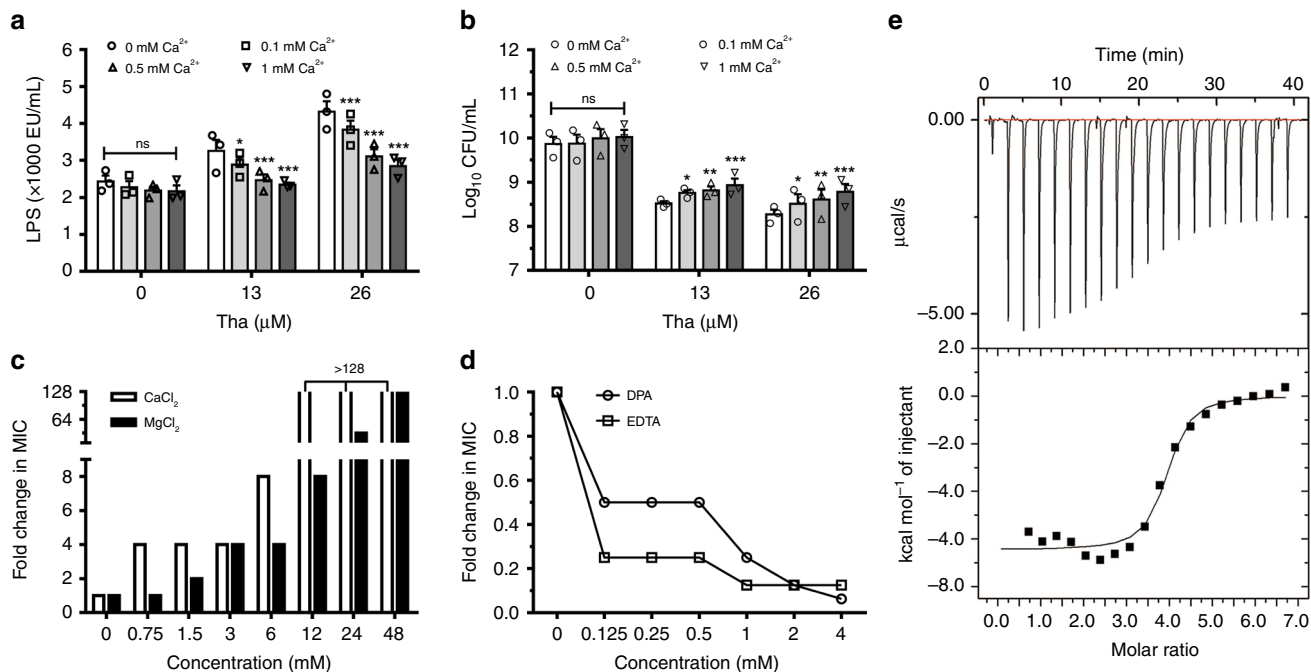 a
LPS (×1000 EU/mL)
6
5
4
3
2
1
0
0 mM Ca²⁺
0.1 mM Ca²⁺
0.5 mM Ca²⁺
1 mM Ca²⁺
ns
*
***
***
***
***
***
0
13
26
Tha (μM)
b
Log₁₀ CFU/mL
12
11
10
9
8
7
0 mM Ca²⁺
0.1 mM Ca²⁺
0.5 mM Ca²⁺
1 mM Ca²⁺
ns
*
**
***
*
**
***
0
13
26
Tha (μM)
c
Fold change in MIC
128
64
8
6
4
2
0
CaCl₂
MgCl₂
>128
0
0.75
1.5
3
6
12
24
48
Concentration (mM)
d
Fold change in MIC
1.0
0.8
0.6
0.4
0.2
0.0
DPA
EDTA
0
0.125
0.25
0.5
1
2
4
Concentration (mM)
e
Time (min)
0
10
20
30
40
μcal/s
0.00
−5.00
2.0
kcal mol⁻¹ of injectant
0.0
−2.0
−4.0
−6.0
−8.0
0.0
1.0
2.0
3.0
4.0
5.0
6.0
7.0
Molar ratio